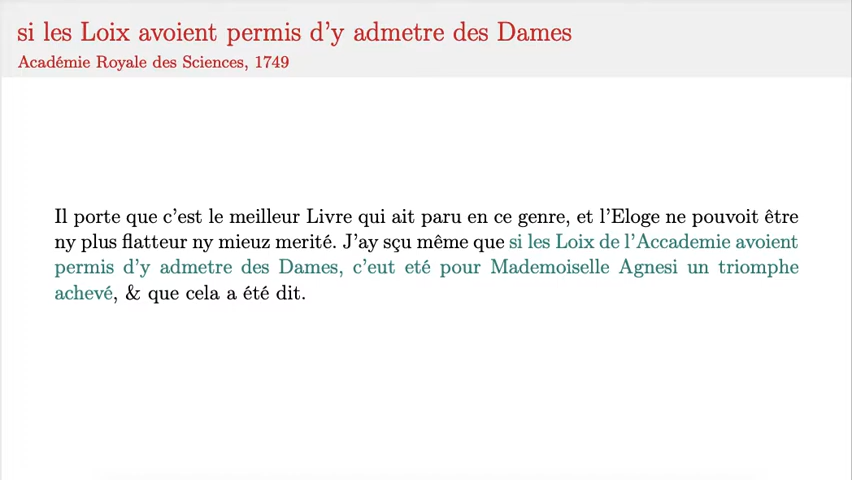 si les Loix avoient permis d'y admetre des Dames
Académie Royale des Sciences, 1749
Il porte que c'est le meilleur Livre qui ait paru en ce genre, et l'Eloge ne pouvoit être
ny plus flatteur ny mieuz merité. J'ay sçu même que si les Loix de l'Accademie avoient
permis d'y admetre des Dames, c'eut eté pour Mademoiselle Agnesi un triomphe
achevé, & que cela a été dit.